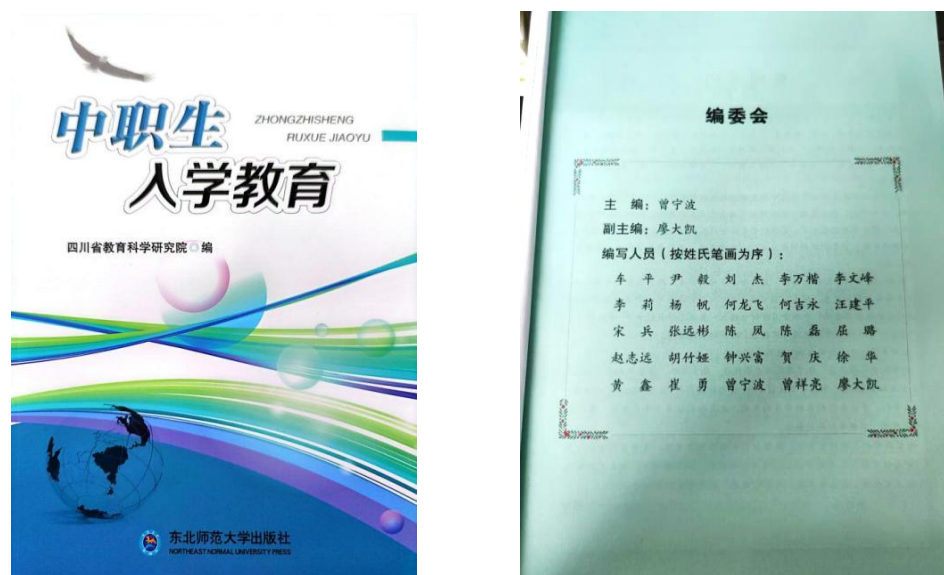 中职生
ZHONGZHISHENG
RUXUE JIAOYU
入学教育
四川省教育科学研究院 编
东北师范大学出版社
NORTHEAST NORMAL UNIVERSITY PRESS
编委会
主 编：曾宁波
副主编：廖大凯
编写人员（按姓氏笔画为序）：
牟 平 尹 毅 刘 杰 李万楷 李文峰
李 莉 杨 帆 何龙飞 何吉永 汪建平
宋 兵 张远彬 陈 凤 陈 磊 屈 璐
赵志远 胡竹娅 钟兴富 贺 庆 徐 华
黄 鑫 崔 勇 曾宁波 曾祥亮 廖大凯